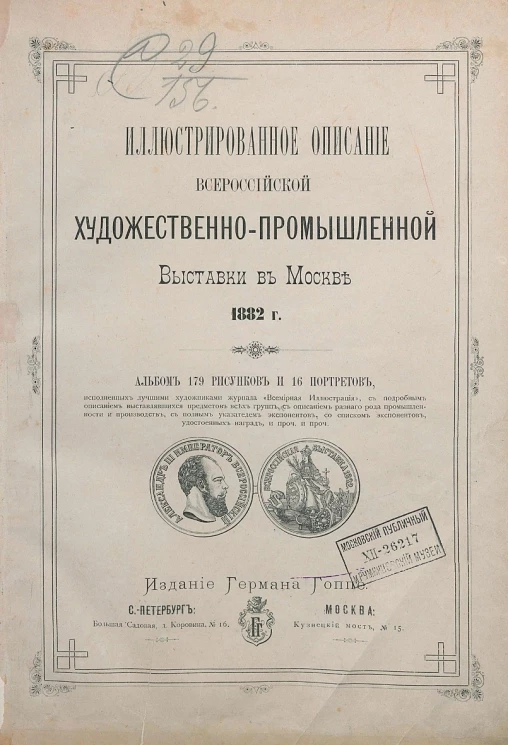 29
156.
ИЛЛЮСТРИРОВАННОЕ ОПИСАНІЕ
ВСЕРОССІЙСКОЙ
ХУДОЖЕСТВЕННО-ПРОМЫШЛЕННОЙ
Выставки въ Москвѣ
1882 г.
АЛЬБОМЪ 179 РИСУНКОВЪ И 16 ПОРТРЕТОВЪ,
исполненныхъ лучшими художниками журнала «Всемірная Иллюстрація», съ подробнымъ
описаніемъ выставлявшихся предметовъ всѣхъ группъ, съ описаніемъ разнаго рода промышлен-
ности и производствъ, съ полнымъ указателемъ экспонентовъ, со спискомъ экспонентовъ,
удостоенныхъ наградъ, и проч. и проч.
АЛЕКСАНДРЪ III ИМПЕРАТОРЪ ВСЕРОССІЙСКІЙ
ВСЕРОССІЙСКАЯ ВЫСТАВКА 1882
МОСКОВСКІЙ ПУБЛИЧНЫЙ
XII-26217
И РУМЯНЦОВСКІЙ МУЗЕИ
Изданіе Германа Гоппе.
С.-ПЕТЕРБУРГЪ:
Большая Садовая, д. Коровина, № 16.
МОСКВА:
Кузнецкій мостъ, № 15.